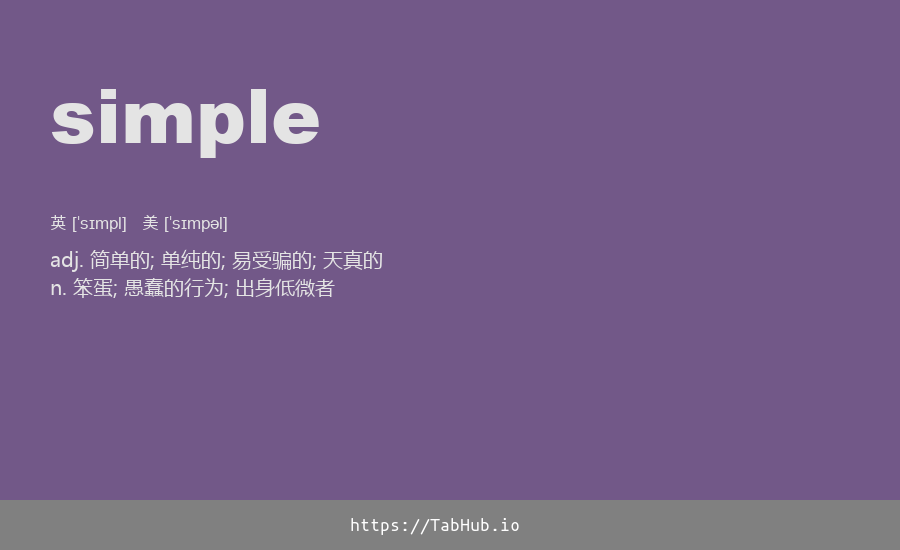 simple
英 [ˈsɪmpl] 美 [ˈsɪmpəl]
adj. 简单的; 单纯的; 易受骗的; 天真的
n. 笨蛋; 愚蠢的行为; 出身低微者
https://TabHub.io